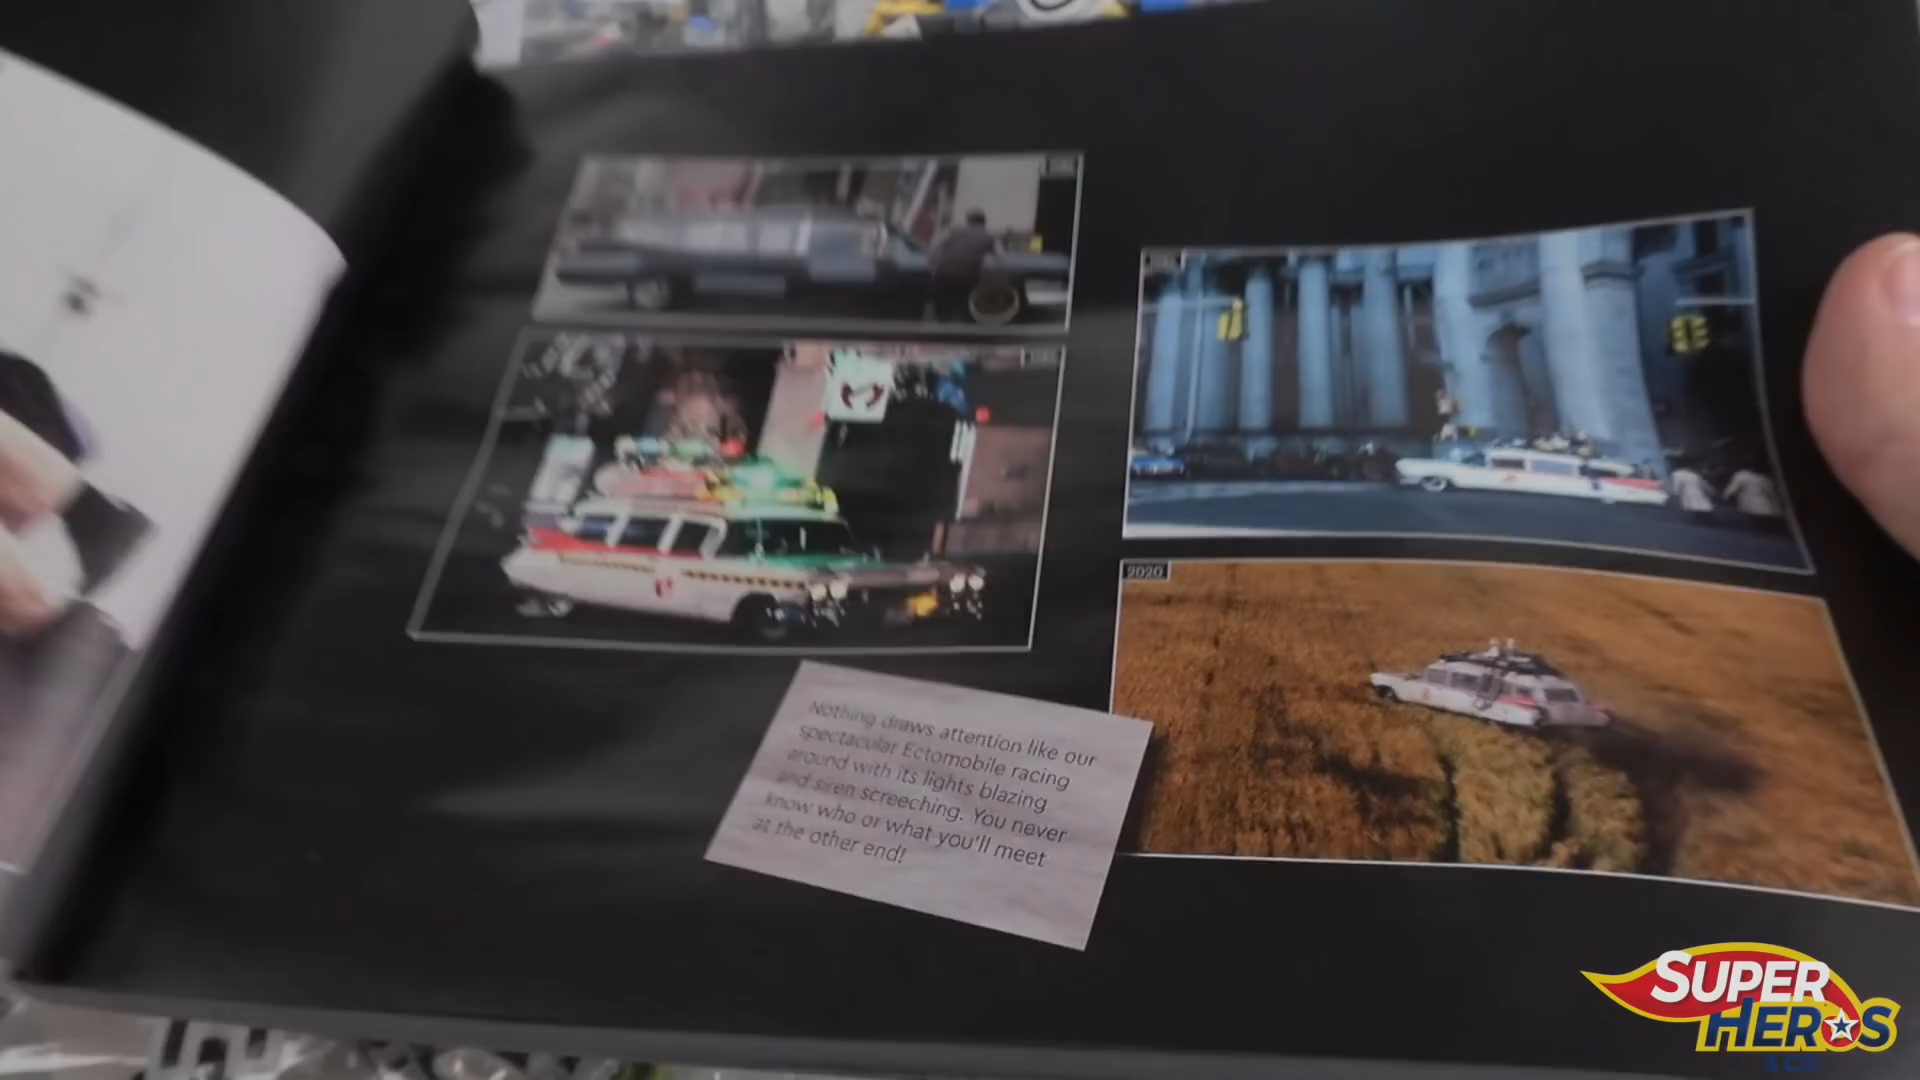 2020
Nothing draws attention like our
spectacular Ectomobile racing
around with its lights blazing
and siren screeching. You never
know who or what you'll meet
at the other end!
SUPER
HEROS
& CIE